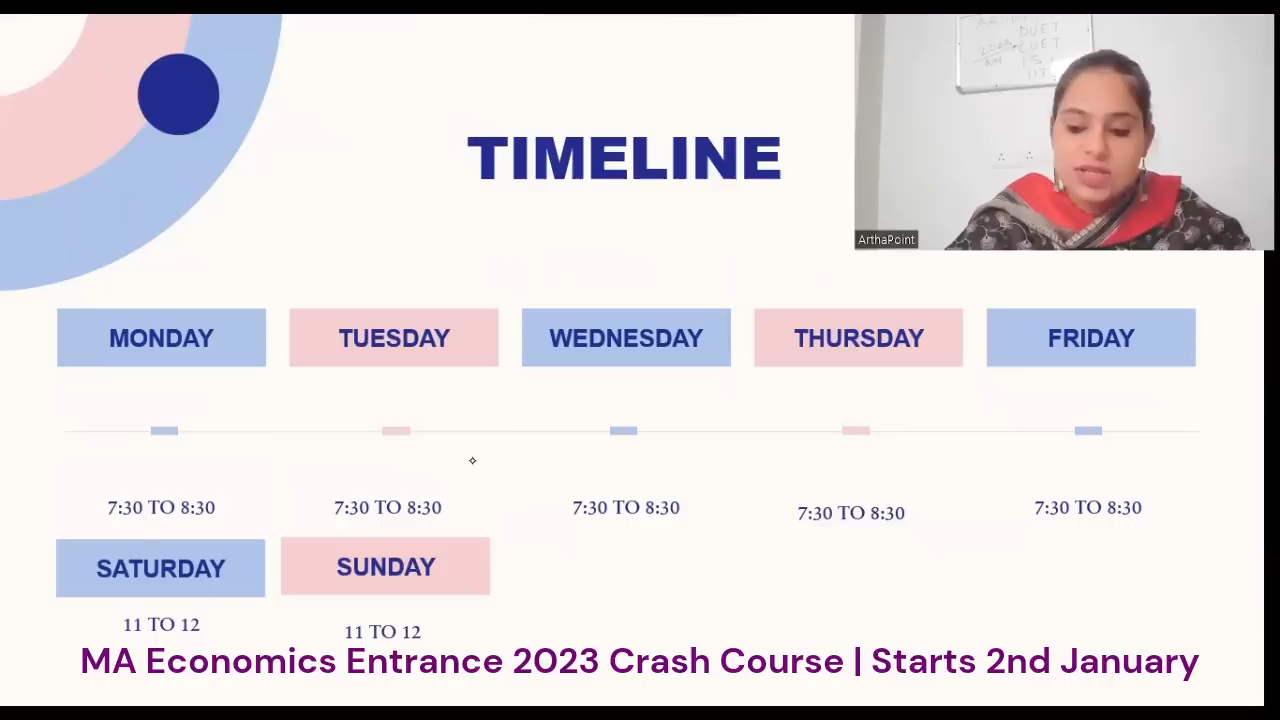 DUET
CUET
TIMELINE
ArthaPoint
MONDAY
TUESDAY
WEDNESDAY
THURSDAY
FRIDAY
7:30 TO 8:30
7:30 TO 8:30
7:30 TO 8:30
7:30 TO 8:30
7:30 TO 8:30
SATURDAY
SUNDAY
11 TO 12
11 TO 12
MA Economics Entrance 2023 Crash Course | Starts 2nd January